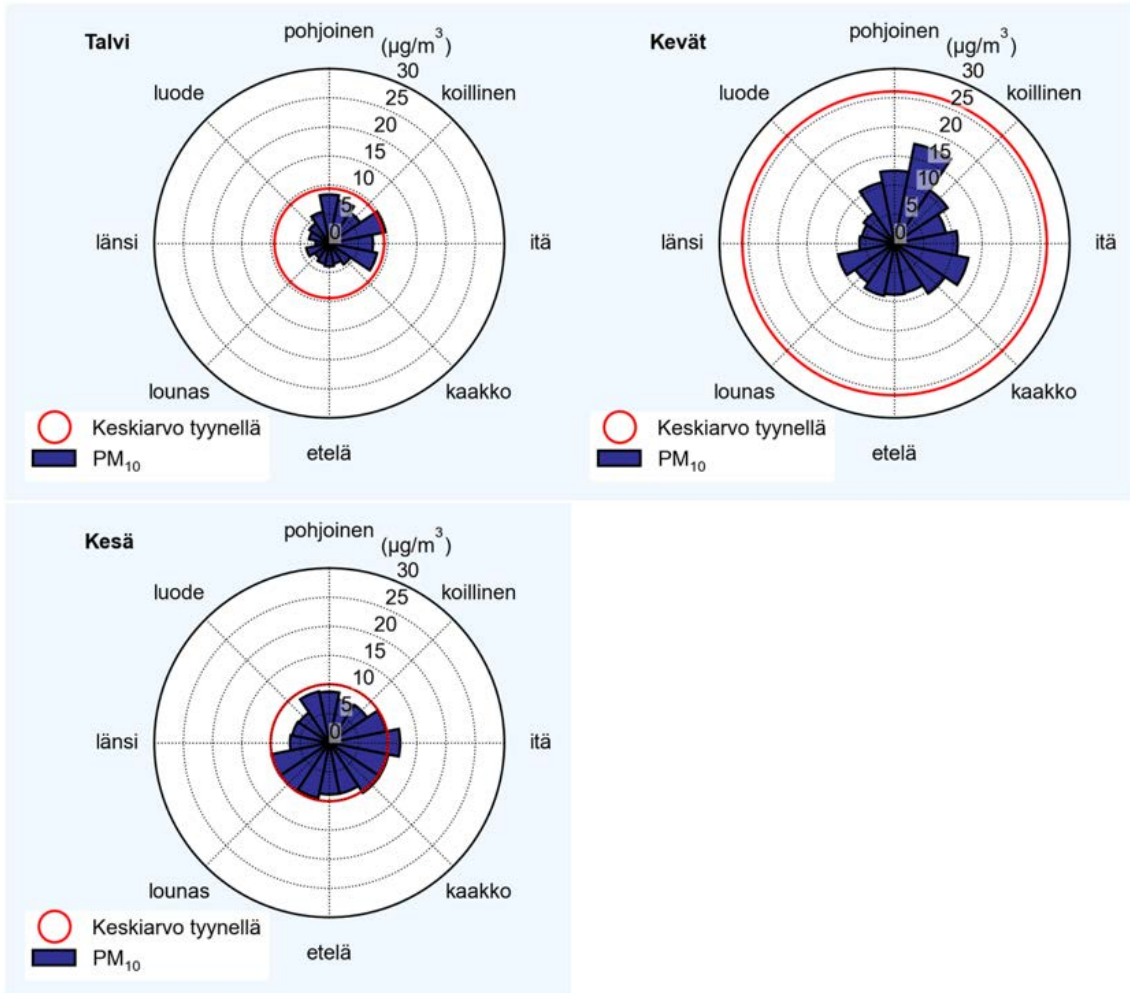 Talvi
pohjoinen
(µg/m³)
30
25
20
15
10
5
0
luode
koillinen
länsi
itä
lounas
kaakko
etelä
Keskiarvo tyynellä
PM₁₀
Kevät
pohjoinen
(µg/m³)
30
25
20
15
10
5
0
luode
koillinen
länsi
itä
lounas
kaakko
etelä
Keskiarvo tyynellä
PM₁₀
Kesä
pohjoinen
(µg/m³)
30
25
20
15
10
5
0
luode
koillinen
länsi
itä
lounas
kaakko
etelä
Keskiarvo tyynellä
PM₁₀